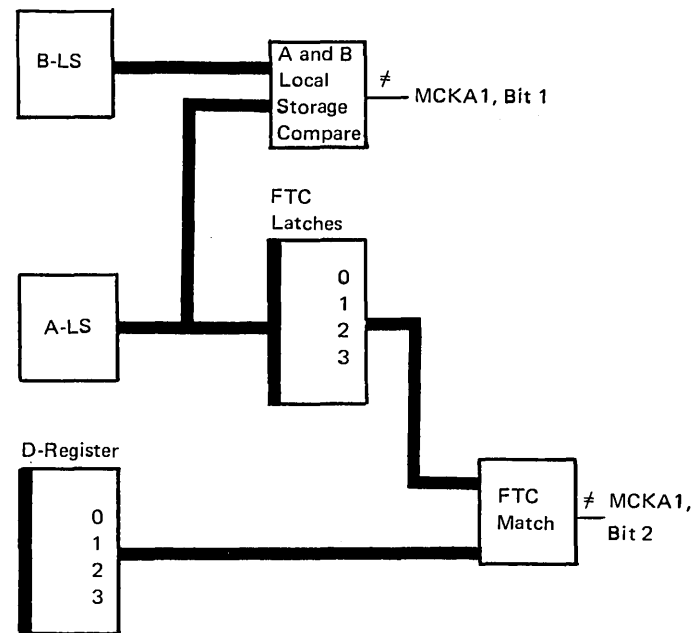 B-LS
A and B
Local
Storage
Compare
≠
MCKA1, Bit 1
FTC
Latches
0
1
2
3
A-LS
D-Register
0
1
2
3
FTC
Match
≠ MCKA1,
Bit 2